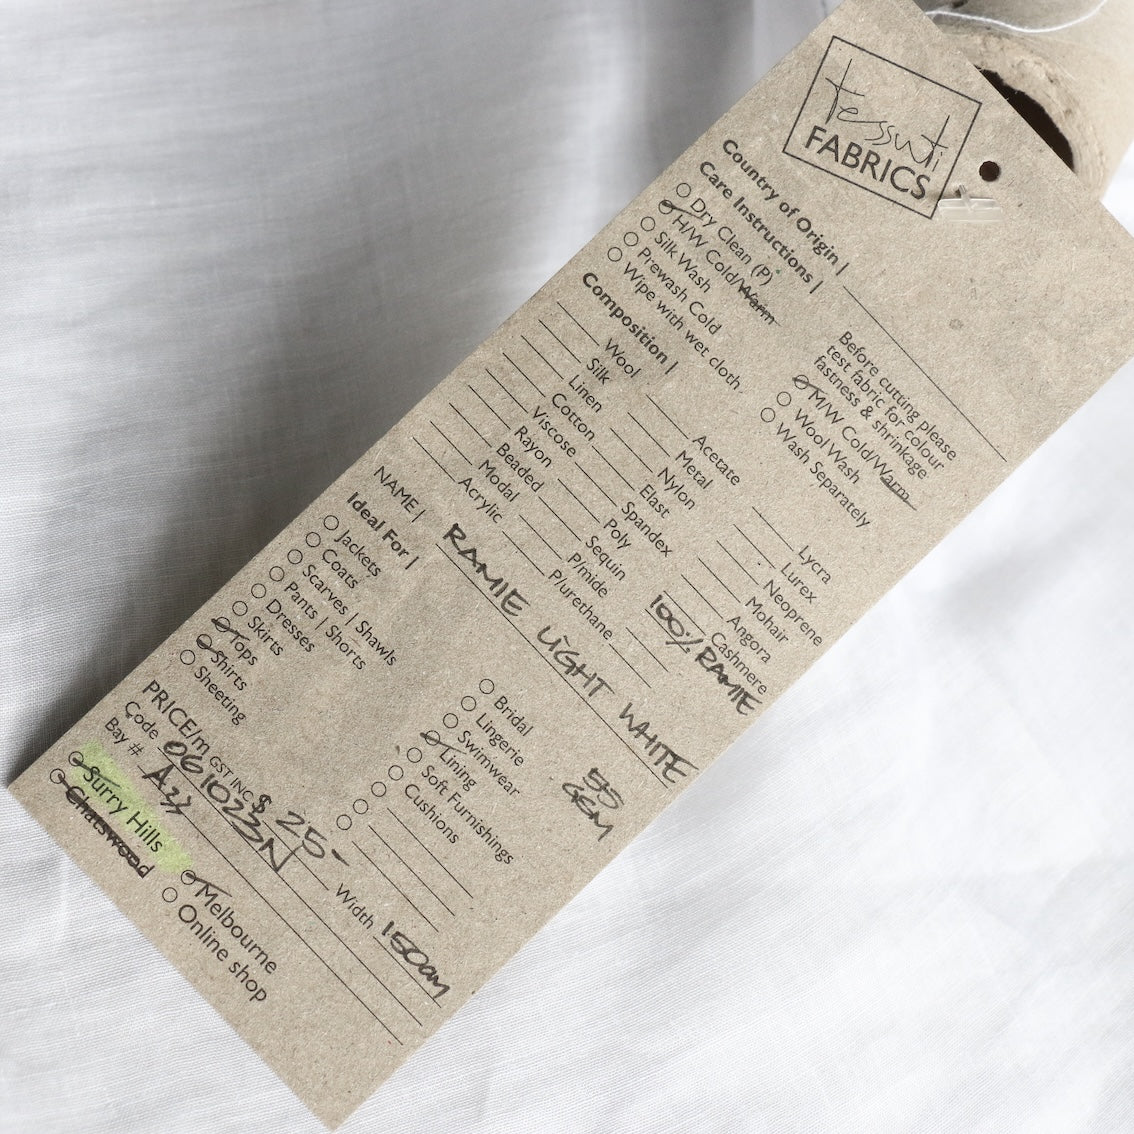 tessuti
FABRICS
Country of Origin |
Care Instructions |
Dry Clean (P)
H/W Cold/Warm
Silk Wash
Prewash Cold
Wipe with wet cloth
Before cutting please
test fabric for colour
fastness & shrinkage
M/W Cold/Warm
Wool Wash
Wash Separately
Composition |
Wool
Silk
Linen
Cotton
Viscose
Rayon
Beaded
Modal
Acrylic
Acetate
Metal
Nylon
Elast
Spandex
Poly
Sequin
P/mide
P/urethane
Lycra
Lurex
Neoprene
Mohair
Angora
Cashmere
100% RAMIE
NAME | RAMIE LIGHT WHITE
Ideal For |
Jackets
Coats
Scarves | Shawls
Pants | Shorts
Dresses
Skirts
Tops
Shirts
Sheeting
Bridal
Lingerie
Swimwear
Lining
Soft Furnishings
Cushions
55
GSM
PRICE/m GST INC $ 25-
Width 150cm
Code 061023N
Bay #
Surry Hills
Chatswood
Melbourne
Online shop